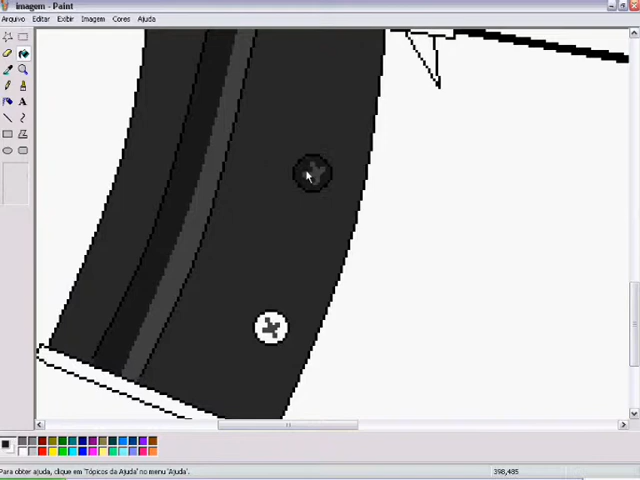 imagem - Paint
Arquivo Editar Exibir Imagem Cores Ajuda
A
Para obter ajuda, clique em 'Tópicos da Ajuda' no menu 'Ajuda'.
398,485